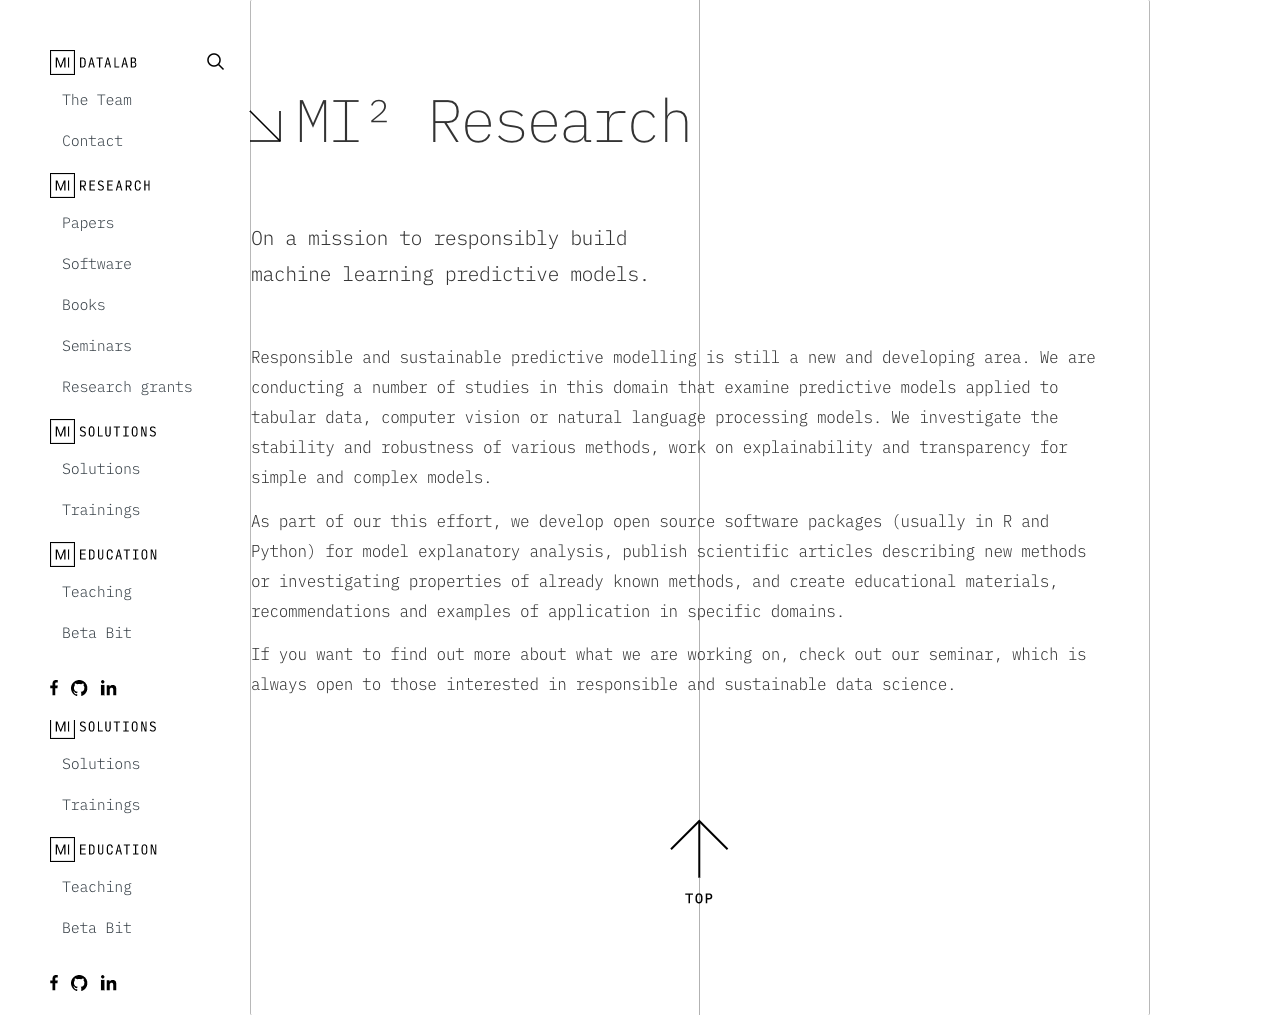 MI DATALAB
The Team
Contact
MI RESEARCH
Papers
Software
Books
Seminars
Research grants
MI SOLUTIONS
Solutions
Trainings
MI EDUCATION
Teaching
Beta Bit
MI SOLUTIONS
Solutions
Trainings
MI EDUCATION
Teaching
Beta Bit
MI² Research
On a mission to responsibly build
machine learning predictive models.
Responsible and sustainable predictive modelling is still a new and developing area. We are
conducting a number of studies in this domain that examine predictive models applied to
tabular data, computer vision or natural language processing models. We investigate the
stability and robustness of various methods, work on explainability and transparency for
simple and complex models.
As part of our this effort, we develop open source software packages (usually in R and
Python) for model explanatory analysis, publish scientific articles describing new methods
or investigating properties of already known methods, and create educational materials,
recommendations and examples of application in specific domains.
If you want to find out more about what we are working on, check out our seminar, which is
always open to those interested in responsible and sustainable data science.
TOP